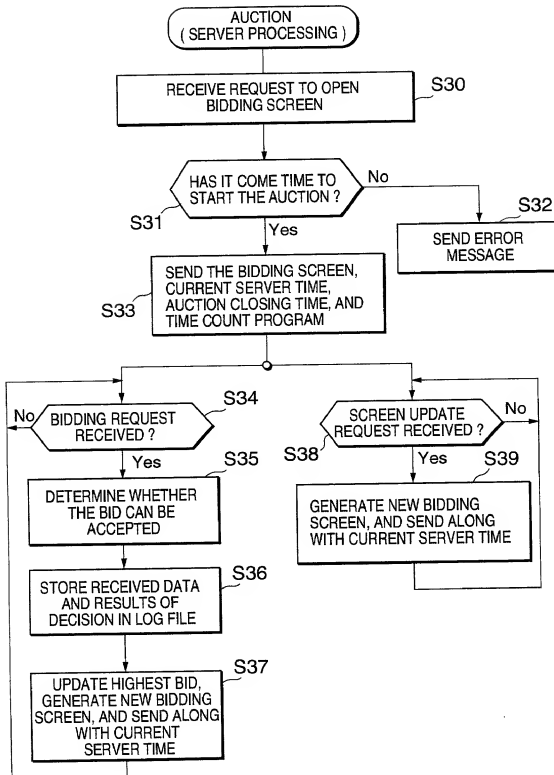 AUCTION
( SERVER PROCESSING )
RECEIVE REQUEST TO OPEN
BIDDING SCREEN
S30
HAS IT COME TIME TO
START THE AUCTION ?
S31
No
Yes
S32
SEND ERROR
MESSAGE
SEND THE BIDDING SCREEN,
CURRENT SERVER TIME,
AUCTION CLOSING TIME, AND
TIME COUNT PROGRAM
S33
No
BIDDING REQUEST
RECEIVED ?
S34
Yes
S35
DETERMINE WHETHER
THE BID CAN BE
ACCEPTED
S36
STORE RECEIVED DATA
AND RESULTS OF
DECISION IN LOG FILE
S37
UPDATE HIGHEST BID,
GENERATE NEW BIDDING
SCREEN, AND SEND ALONG
WITH CURRENT
SERVER TIME
SCREEN UPDATE
REQUEST RECEIVED ?
No
S38
Yes
S39
GENERATE NEW BIDDING
SCREEN, AND SEND ALONG
WITH CURRENT SERVER TIME